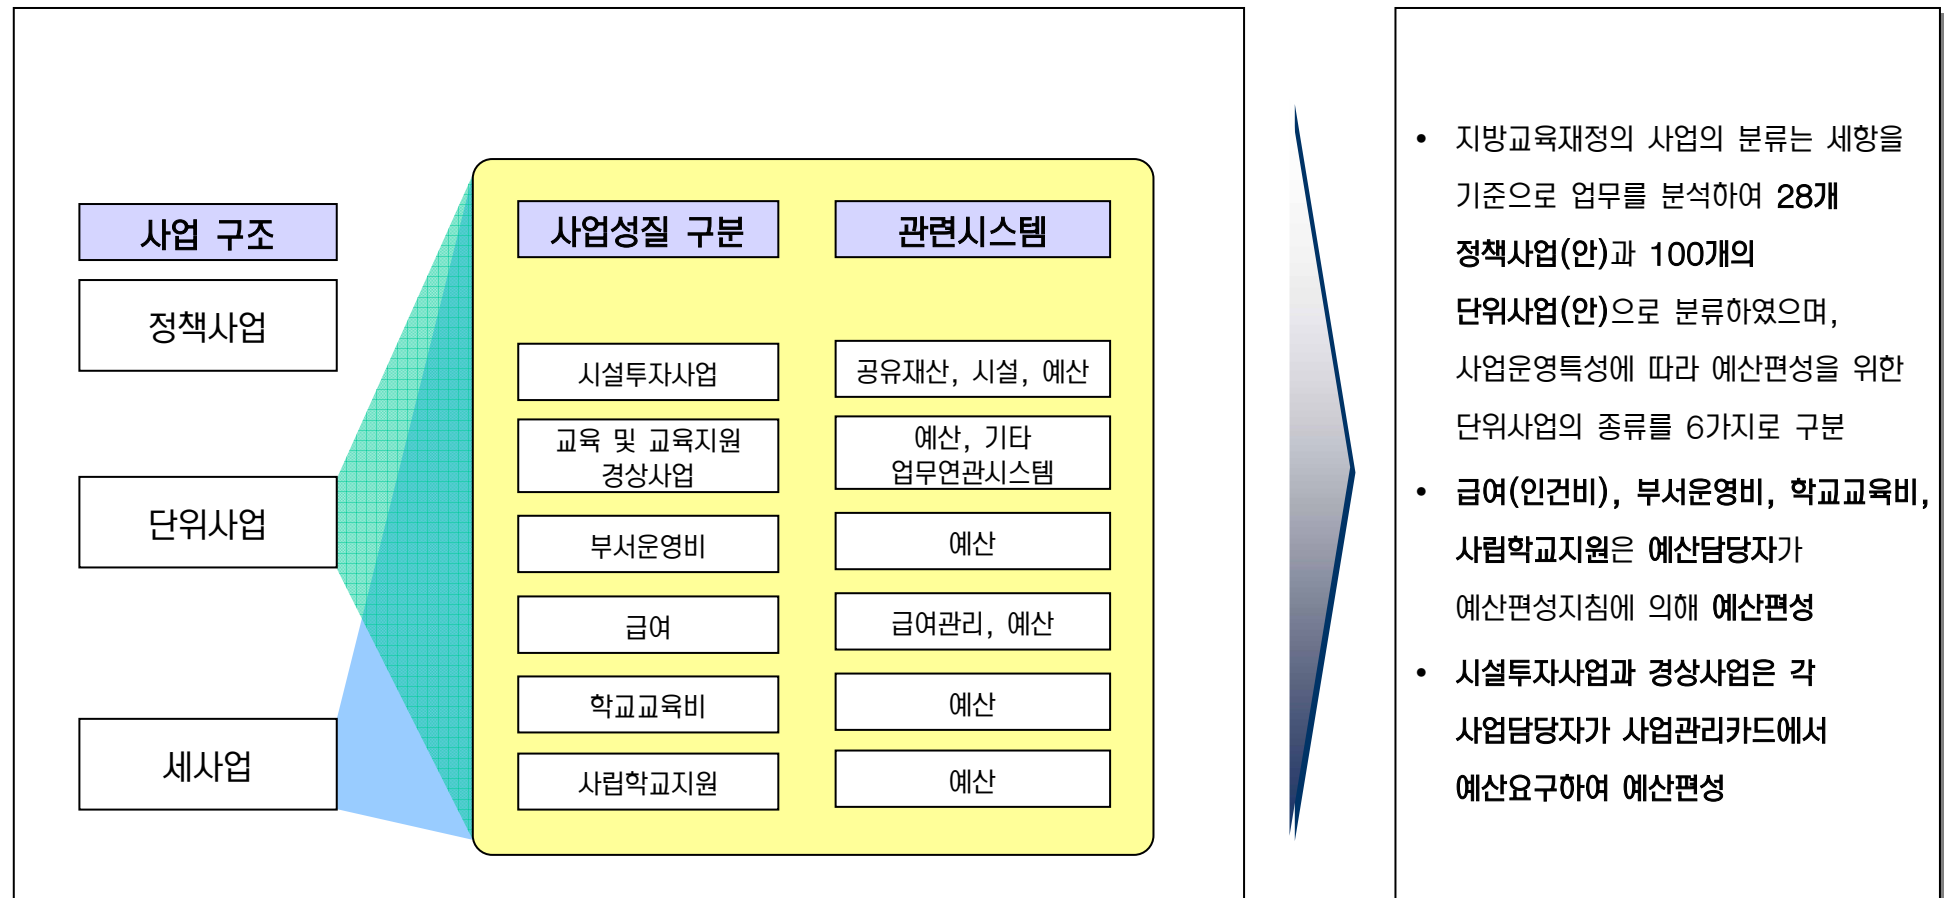 사업 구조
정책사업
단위사업
세사업
사업성질 구분
관련시스템
시설투자사업
공유재산, 시설, 예산
교육 및 교육지원
경상사업
예산, 기타
업무연관시스템
부서운영비
예산
급여
급여관리, 예산
학교교육비
예산
사립학교지원
예산
• 지방교육재정의 사업의 분류는 세항을
기준으로 업무를 분석하여 28개
정책사업(안)과 100개의
단위사업(안)으로 분류하였으며,
사업운영특성에 따라 예산편성을 위한
단위사업의 종류를 6가지로 구분
• 급여(인건비), 부서운영비, 학교교육비,
사립학교지원은 예산담당자가
예산편성지침에 의해 예산편성
• 시설투자사업과 경상사업은 각
사업담당자가 사업관리카드에서
예산요구하여 예산편성